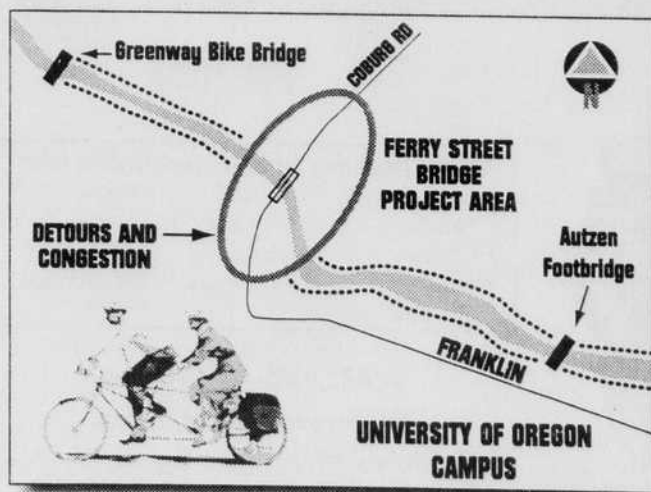 Greenway Bike Bridge
COBURG RD
N
FERRY STREET
BRIDGE
PROJECT AREA
DETOURS AND
CONGESTION
Autzen
Footbridge
FRANKLIN
UNIVERSITY OF OREGON
CAMPUS